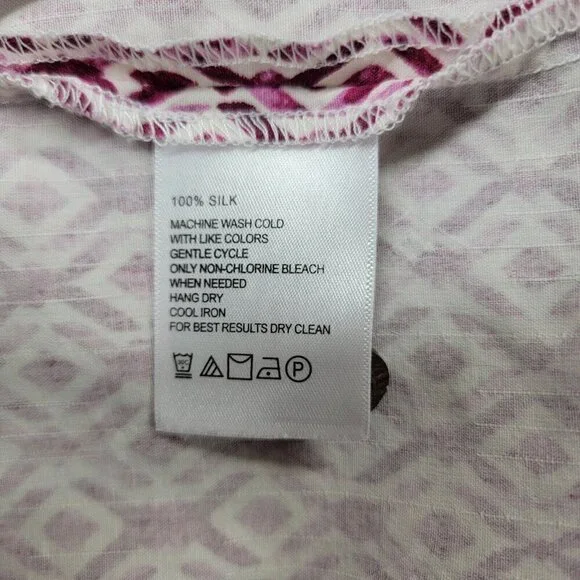 100% SILK
MACHINE WASH COLD
WITH LIKE COLORS
GENTLE CYCLE
ONLY NON-CHLORINE BLEACH
WHEN NEEDED
HANG DRY
COOL IRON
FOR BEST RESULTS DRY CLEAN
P